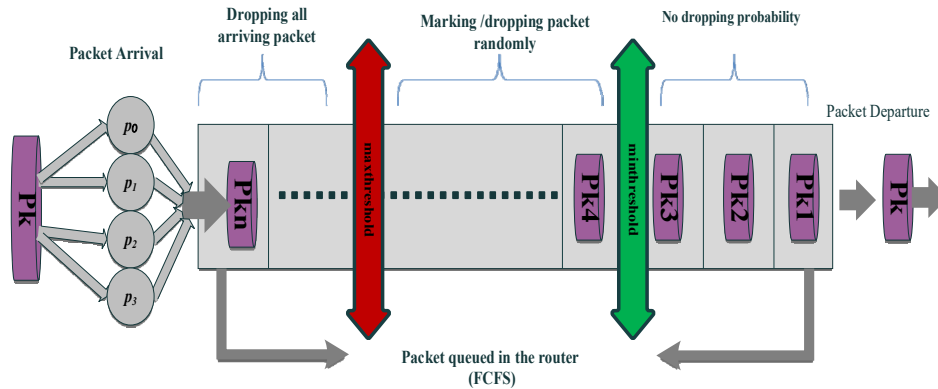 Dropping all
arriving packet
Marking /dropping packet
randomly
No dropping probability
Packet Arrival
Packet Departure
Pk
p0
p1
p2
p3
Pkn
maxthreshold
Pk4
minthreshold
Pk3
Pk2
Pk1
Pk
Packet queued in the router
(FCFS)